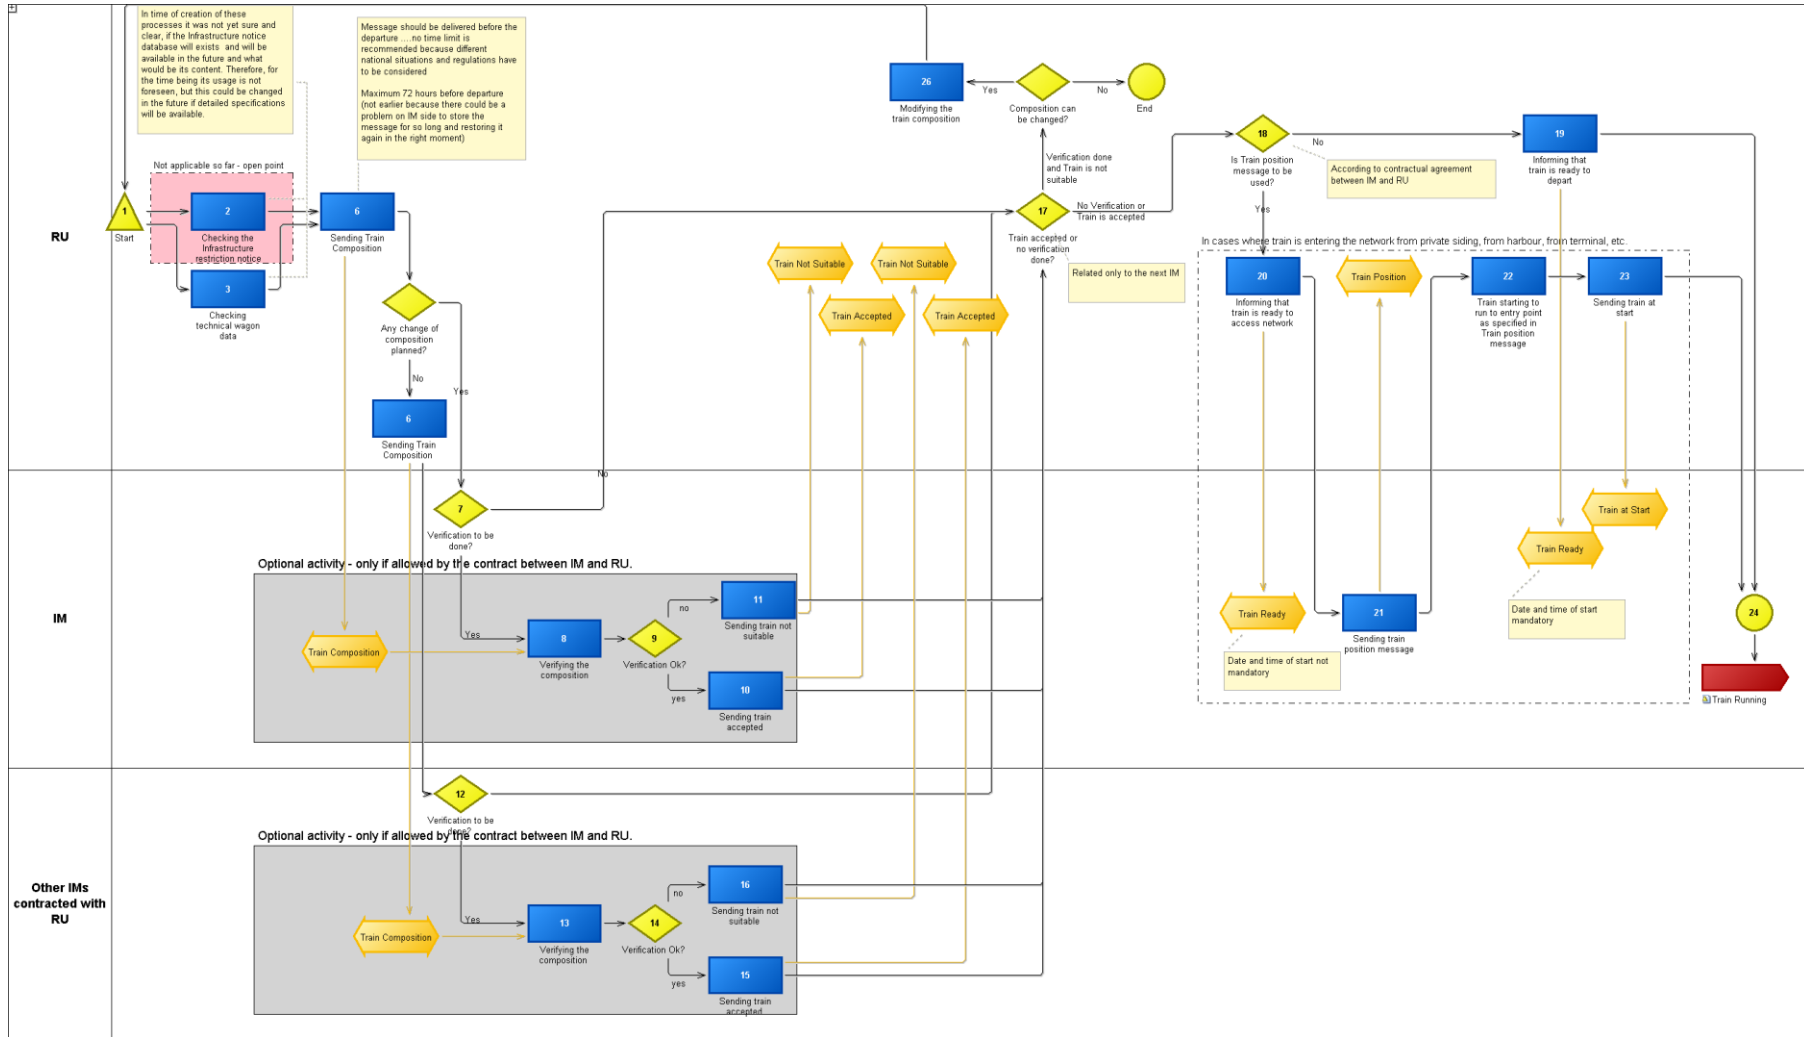 In time of creation of these
processes it was not yet sure and
clear, if the Infrastructure notice
database will exists and will be
available in the future and what
would be its content. Therefore, for
the time being its usage is not
foreseen, but this could be changed
in the future if detailed specifications
will be available.
Message should be delivered before the
departure ....no time limit is
recommended because different
national situations and regulations have
to be considered
Maximum 72 hours before departure
(not earlier because there could be a
problem on IM side to store the
message for so long and restoring it
again in the right moment)
Not applicable so far - open point
RU
1
Start
2
Checking the
Infrastructure
restriction notice
3
Checking
technical wagon
data
6
Sending Train
Composition
Any change of
composition
planned?
No
Yes
6
Sending Train
Composition
26
Modifying the
train composition
Yes
Composition can
be changed?
No
End
Verification done
and Train is not
suitable
17
Train accepted or
no verification
done?
No Verification or
Train is accepted
Related only to the next IM
Train Not Suitable
Train Not Suitable
Train Accepted
Train Accepted
18
Is Train position
message to be
used?
No
Yes
According to contractual agreement
between IM and RU
19
Informing that
train is ready to
depart
In cases where train is entering the network from private siding, from harbour, from terminal, etc.
20
Informing that
train is ready to
access network
Train Position
22
Train starting to
run to entry point
as specified in
Train position
message
23
Sending train at
start
IM
7
Verification to be
done?
No
Optional activity - only if allowed by the contract between IM and RU.
Train Composition
Yes
8
Verifying the
composition
9
Verification Ok?
no
yes
11
Sending train not
suitable
10
Sending train
accepted
Train Ready
Date and time of start not
mandatory
21
Sending train
position message
Train at Start
Train Ready
Date and time of start
mandatory
24
Train Running
Other IMs
contracted with
RU
12
Verification to be
done?
Optional activity - only if allowed by the contract between IM and RU.
Train Composition
Yes
13
Verifying the
composition
14
Verification Ok?
no
yes
16
Sending train not
suitable
15
Sending train
accepted